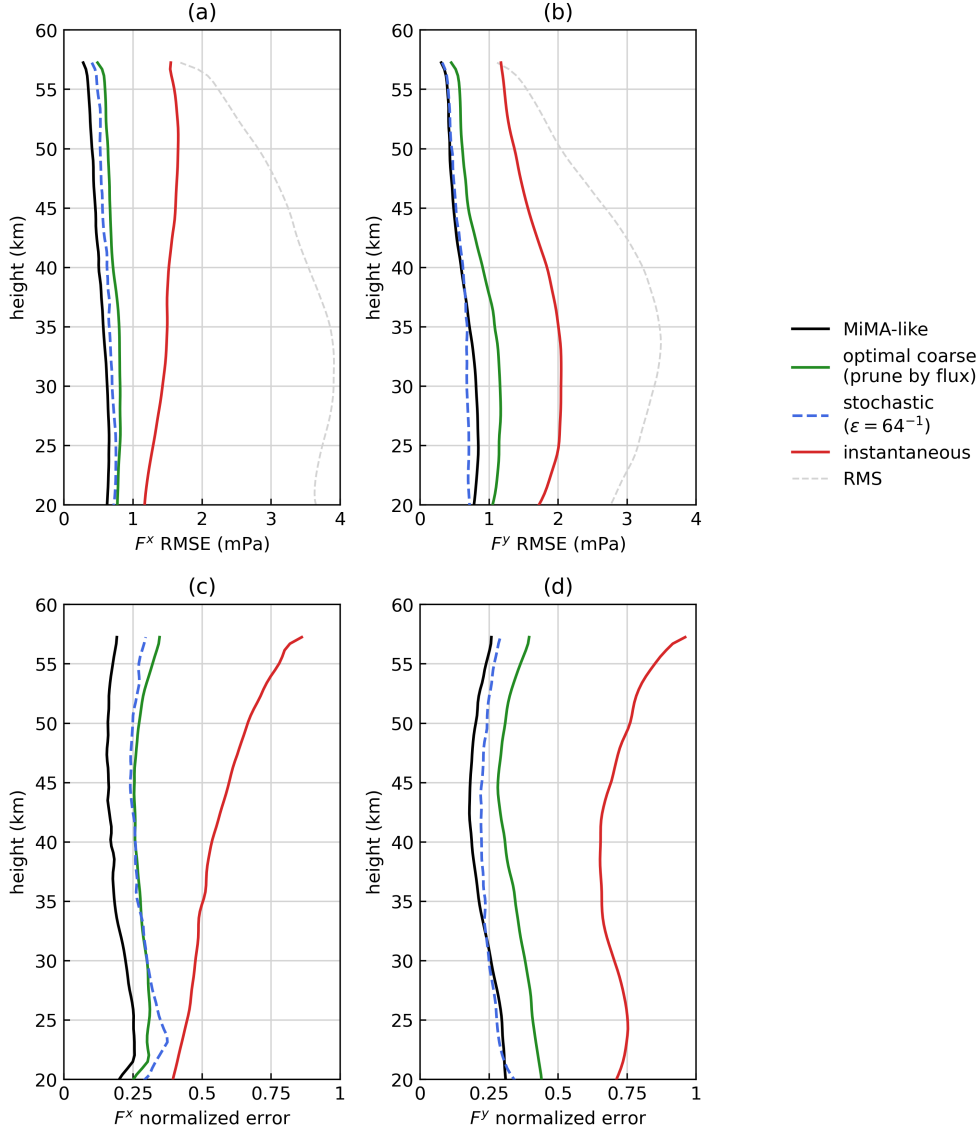 (a)
(b)
60
55
50
45
40
35
30
25
20
height (km)
0
1
2
3
4
F^x RMSE (mPa)
60
55
50
45
40
35
30
25
20
height (km)
0
1
2
3
4
F^y RMSE (mPa)
MiMA-like
optimal coarse
(prune by flux)
stochastic
(ε = 64⁻¹)
instantaneous
RMS
(c)
(d)
60
55
50
45
40
35
30
25
20
height (km)
0
0.25
0.5
0.75
1
F^x normalized error
60
55
50
45
40
35
30
25
20
height (km)
0
0.25
0.5
0.75
1
F^y normalized error